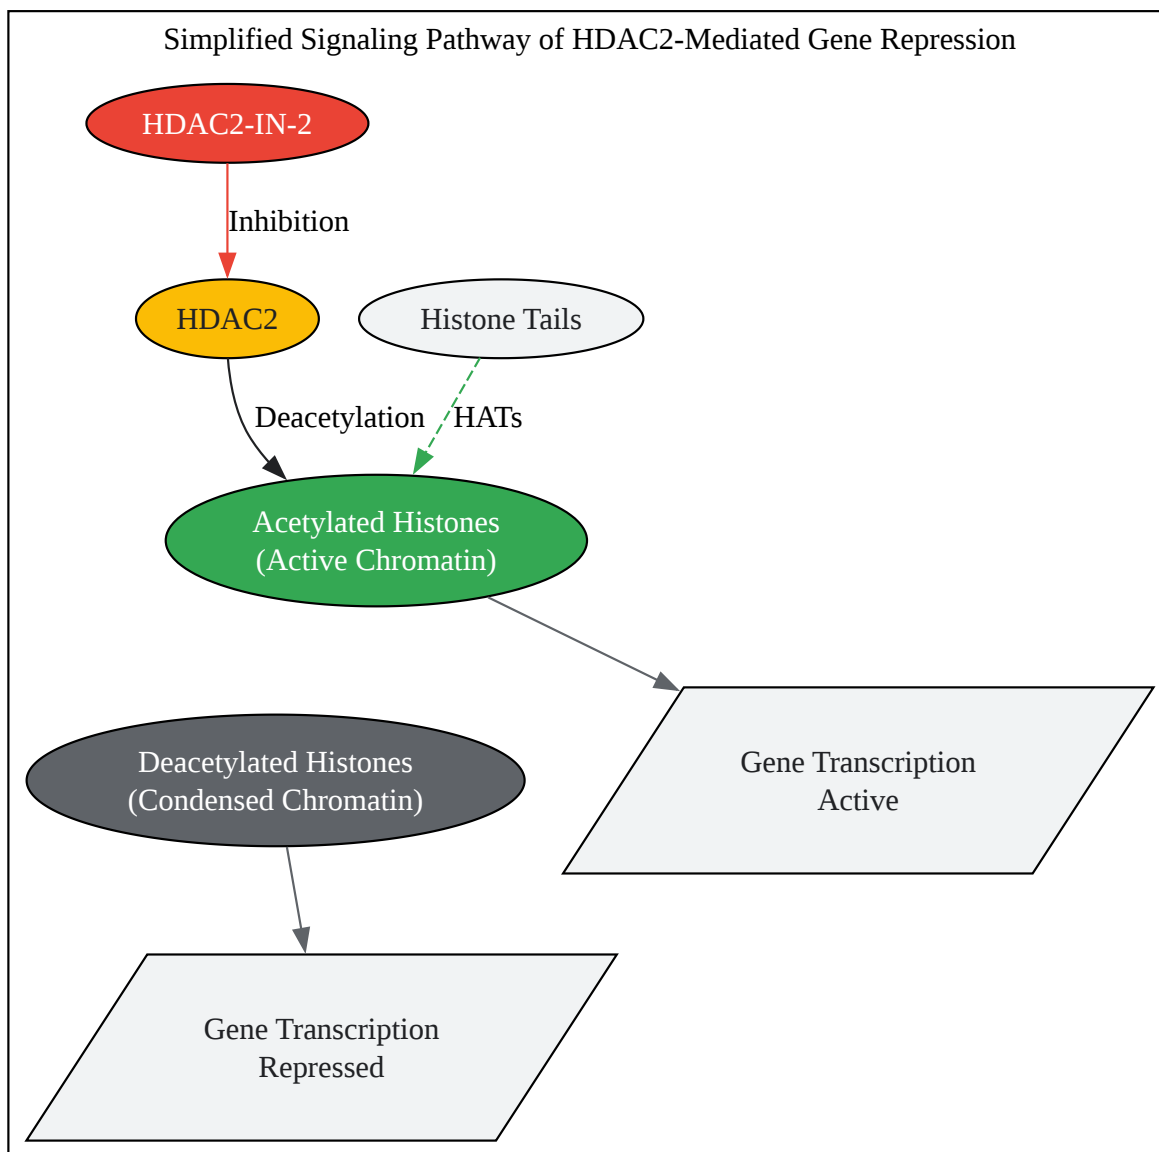 Simplified Signaling Pathway of HDAC2-Mediated Gene Repression
HDAC2-IN-2
Inhibition
HDAC2
Histone Tails
Deacetylation
HATs
Acetylated Histones
(Active Chromatin)
Deacetylated Histones
(Condensed Chromatin)
Gene Transcription
Active
Gene Transcription
Repressed